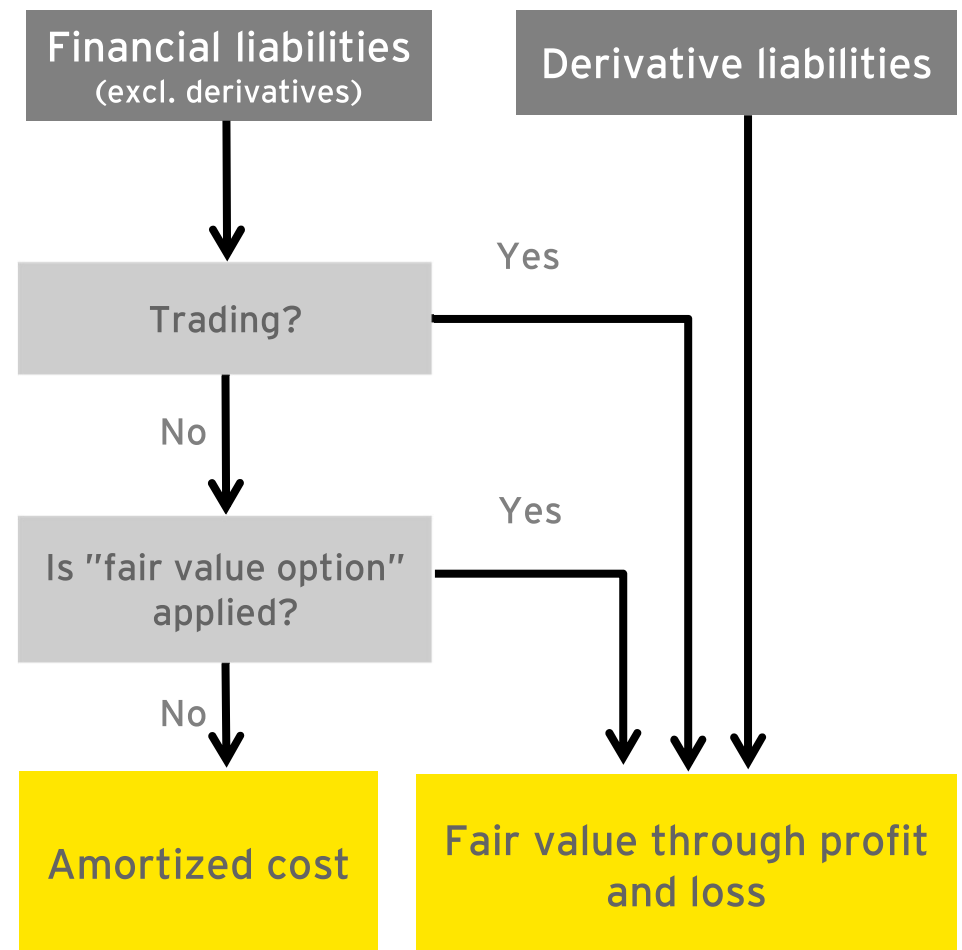 Financial liabilities
(excl. derivatives)
Derivative liabilities
Yes
Trading?
No
Yes
Is "fair value option"
applied?
No
Amortized cost
Fair value through profit
and loss